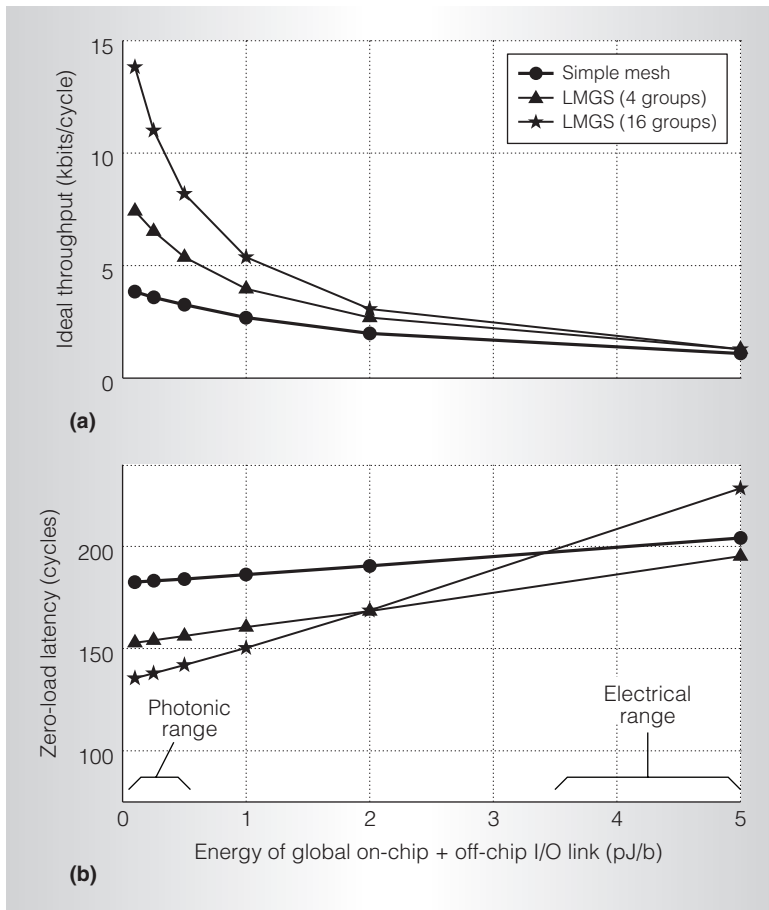 15
10
5
0
Ideal throughput (kbits/cycle)
Simple mesh
LMGS (4 groups)
LMGS (16 groups)
(a)
200
150
100
Zero-load latency (cycles)
Photonic
range
Electrical
range
0 1 2 3 4 5
Energy of global on-chip + off-chip I/O link (pJ/b)
(b)